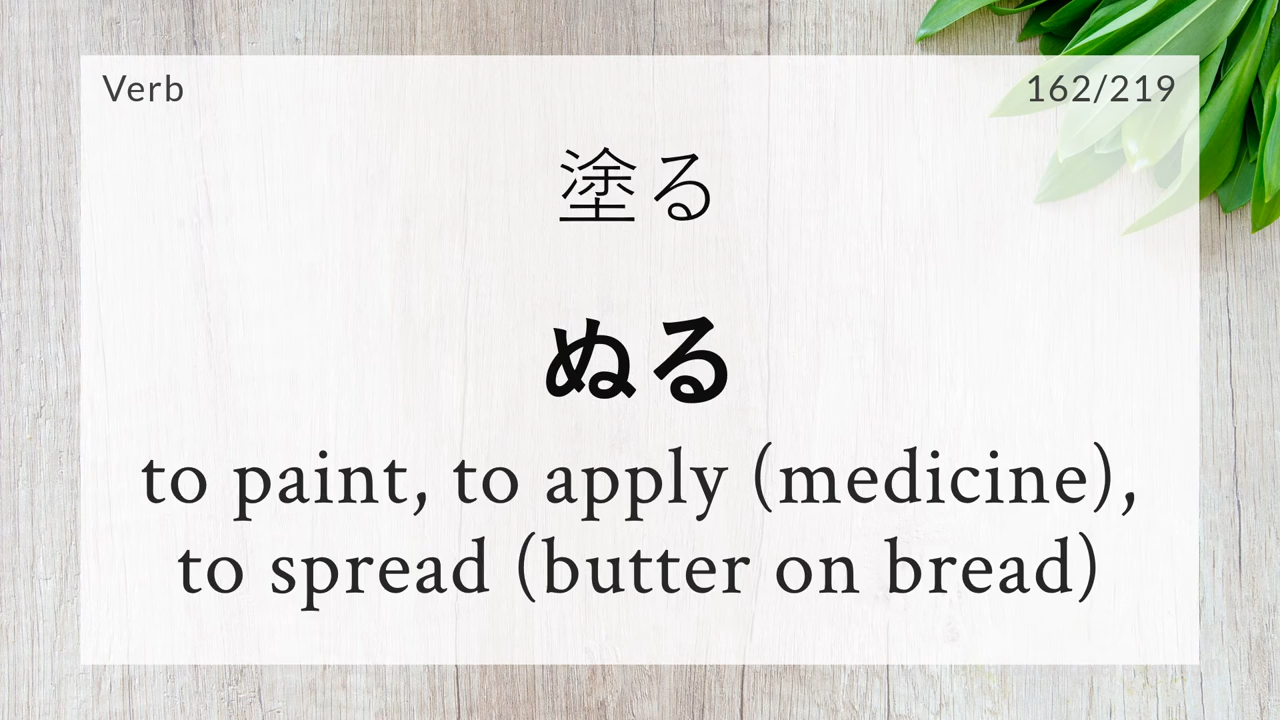 Verb
162/219
塗る
ぬる
to paint, to apply (medicine),
to spread (butter on bread)